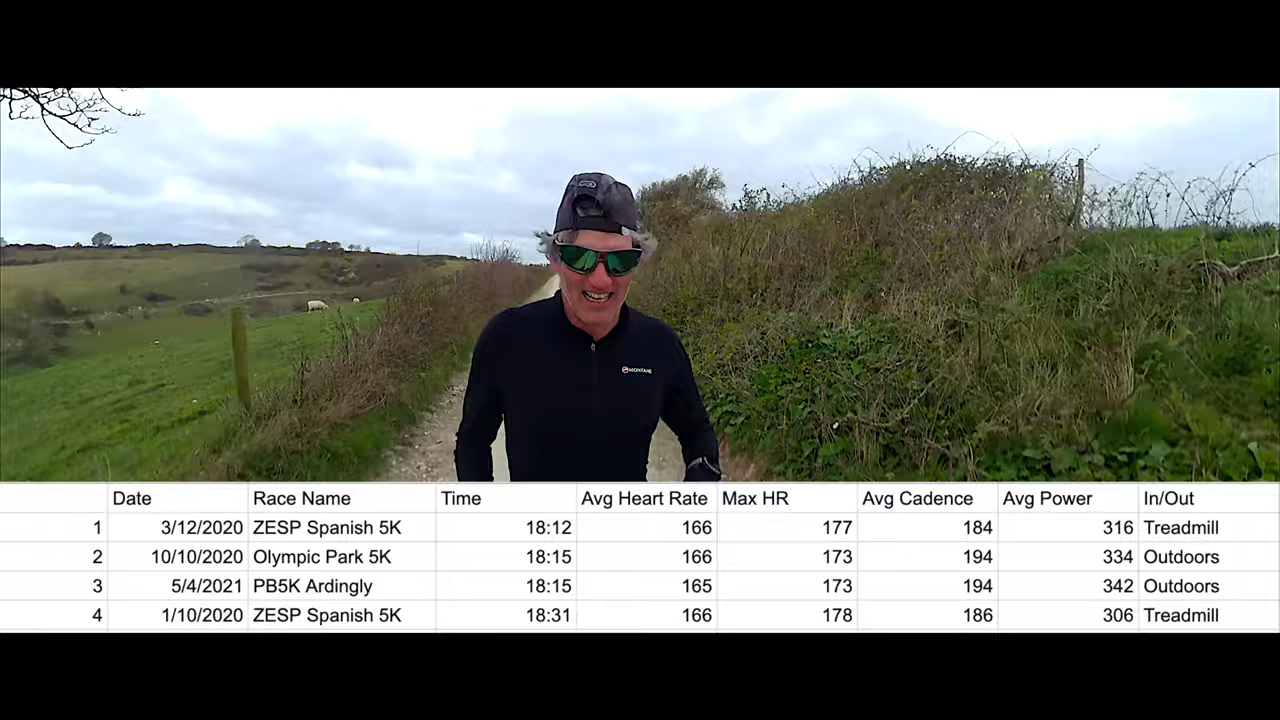 MONTANE
Date Race Name Time Avg Heart Rate Max HR Avg Cadence Avg Power In/Out
1 3/12/2020 ZESP Spanish 5K 18:12 166 177 184 316 Treadmill
2 10/10/2020 Olympic Park 5K 18:15 166 173 194 334 Outdoors
3 5/4/2021 PB5K Ardingly 18:15 165 173 194 342 Outdoors
4 1/10/2020 ZESP Spanish 5K 18:31 166 178 186 306 Treadmill